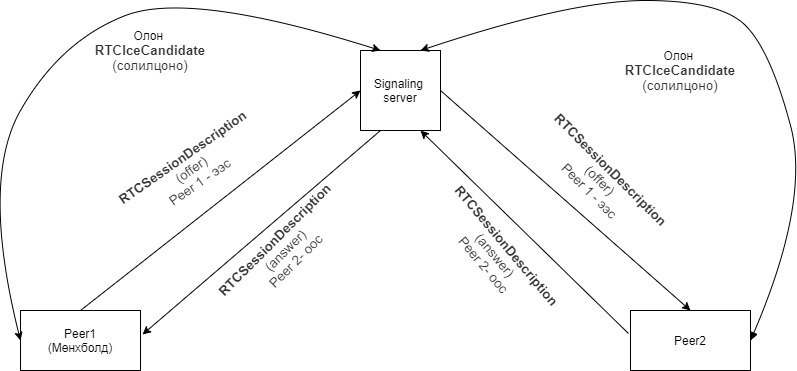 Олон
RTCIceCandidate
(солилцоно)
Олон
RTCIceCandidate
(солилцоно)
Signaling
server
RTCSessionDescription
(offer)
Peer 1 - ээс
RTCSessionDescription
(answer)
Peer 2- оос
RTCSessionDescription
(offer)
Peer 1 - ээс
RTCSessionDescription
(answer)
Peer 2- оос
Peer1
(Мөнхболд)
Peer2